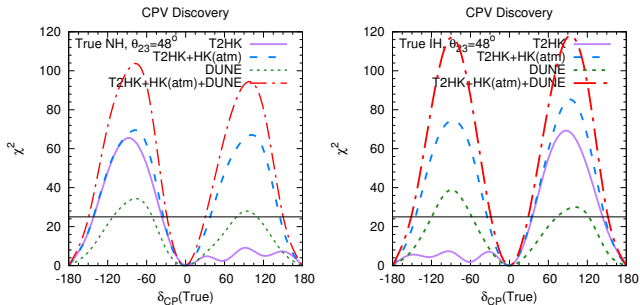 CPV Discovery
True NH, θ23=48°
T2HK
T2HK+HK(atm)
DUNE
T2HK+HK(atm)+DUNE
χ2
120
100
80
60
40
20
0
-180 -120 -60 0 60 120 180
δCP(True)
CPV Discovery
True IH, θ23=48°
T2HK
T2HK+HK(atm)
DUNE
T2HK+HK(atm)+DUNE
χ2
120
100
80
60
40
20
0
-180 -120 -60 0 60 120 180
δCP(True)